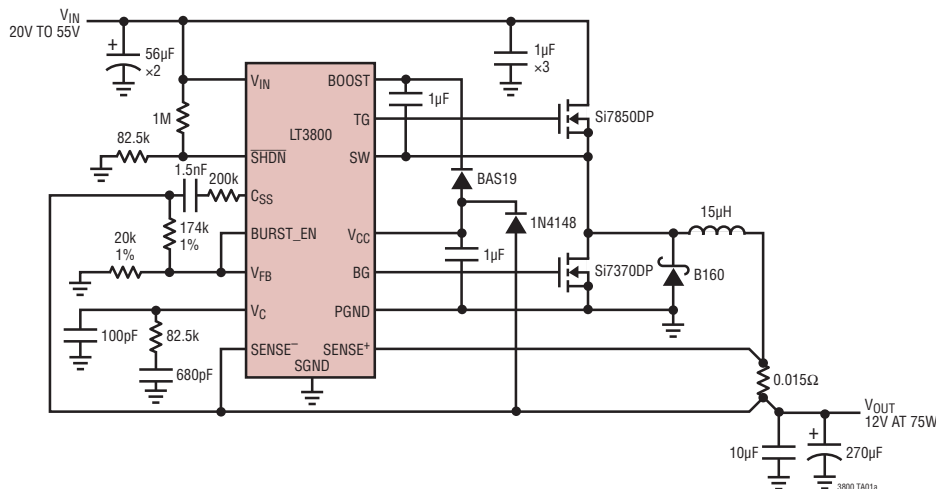 VIN
20V TO 55V
56µF
×2
1µF
×3
1M
82.5k
1.5nF
200k
174k
1%
20k
1%
100pF
82.5k
680pF
VIN
SHDN
CSS
BURST_EN
VFB
VC
SENSE–
LT3800
SGND
BOOST
TG
SW
VCC
BG
PGND
SENSE+
1µF
BAS19
1N4148
1µF
Si7850DP
Si7370DP
15µH
B160
0.015Ω
VOUT
12V AT 75W
10µF
270µF
3800 TA01a